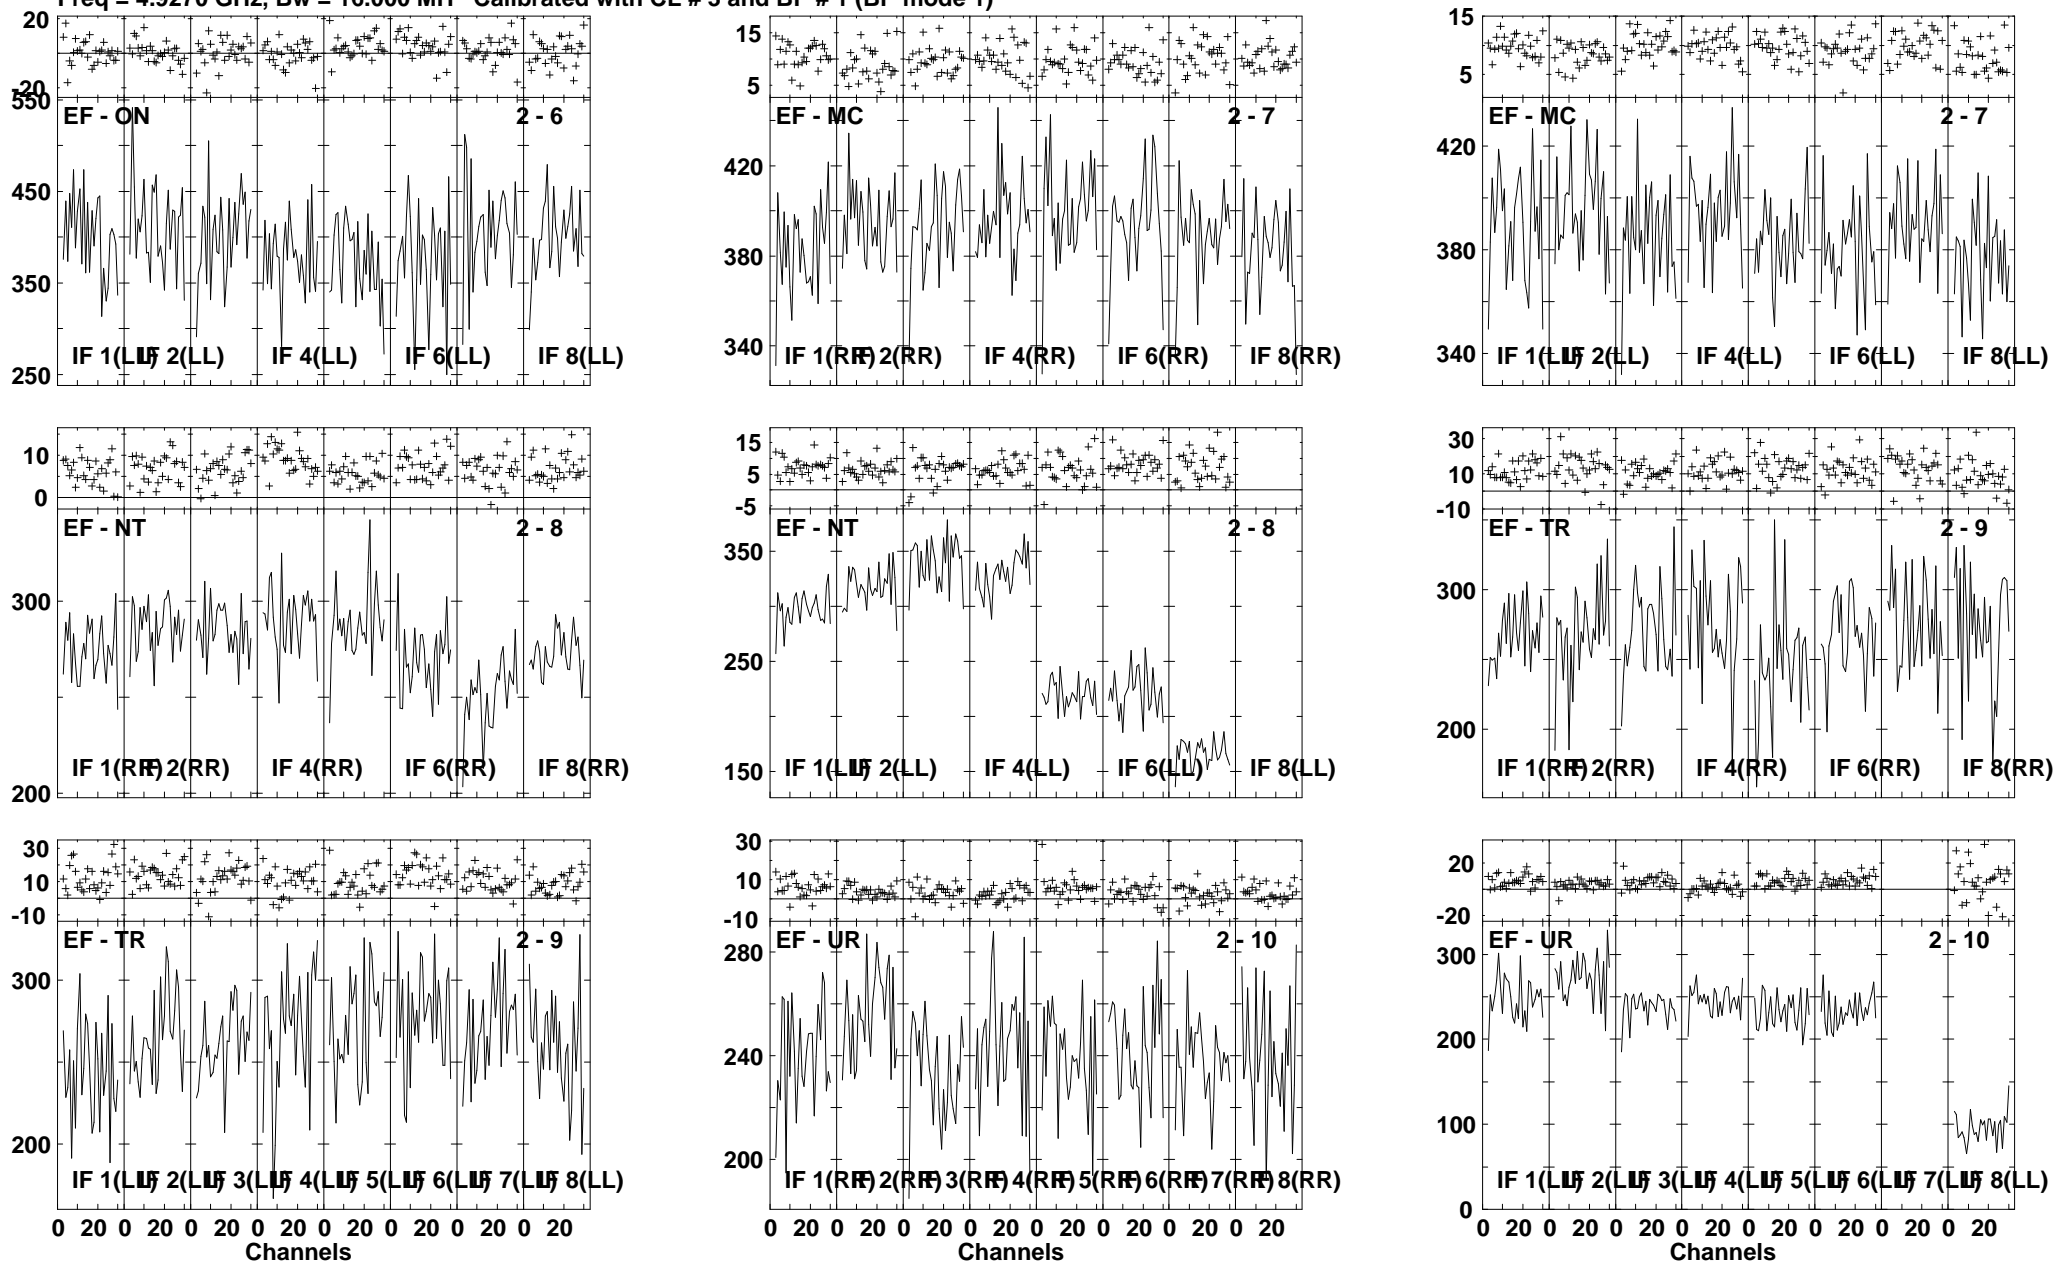 Freq = 4.9270 GHz, Bw = 16.000 MH Calibrated with CL # 3 and BP # 1 (BP mode 1)
20
-20
550
450
350
250
EF - ON 2 - 6
IF 1(LL) IF 2(LL) IF 4(LL) IF 6(LL) IF 8(LL)
15
5
420
380
340
EF - MC 2 - 7
IF 1(RR) IF 2(RR) IF 4(RR) IF 6(RR) IF 8(RR)
15
5
420
380
340
EF - MC 2 - 7
IF 1(LL) IF 2(LL) IF 4(LL) IF 6(LL) IF 8(LL)
10
0
300
200
EF - NT 2 - 8
IF 1(RR) IF 2(RR) IF 4(RR) IF 6(RR) IF 8(RR)
15
5
-5
350
250
150
EF - NT 2 - 8
IF 1(LL) IF 2(LL) IF 4(LL) IF 6(LL) IF 8(LL)
30
10
-10
300
200
EF - TR 2 - 9
IF 1(RR) IF 2(RR) IF 4(RR) IF 6(RR) IF 8(RR)
30
10
-10
300
200
EF - TR 2 - 9
IF 1(LL) IF 2(LL) IF 3(LL) IF 4(LL) IF 5(LL) IF 6(LL) IF 7(LL) IF 8(LL)
0 20 0 20 0 20 0 20 0 20 0 20 0 20 0 20
Channels
30
10
-10
280
240
200
EF - UR 2 - 10
IF 1(RR) IF 2(RR) IF 3(RR) IF 4(RR) IF 5(RR) IF 6(RR) IF 7(RR) IF 8(RR)
0 20 0 20 0 20 0 20 0 20 0 20 0 20 0 20
Channels
20
-20
300
200
100
0
EF - UR 2 - 10
IF 1(LL) IF 2(LL) IF 3(LL) IF 4(LL) IF 5(LL) IF 6(LL) IF 7(LL) IF 8(LL)
0 20 0 20 0 20 0 20 0 20 0 20 0 20 0 20
Channels